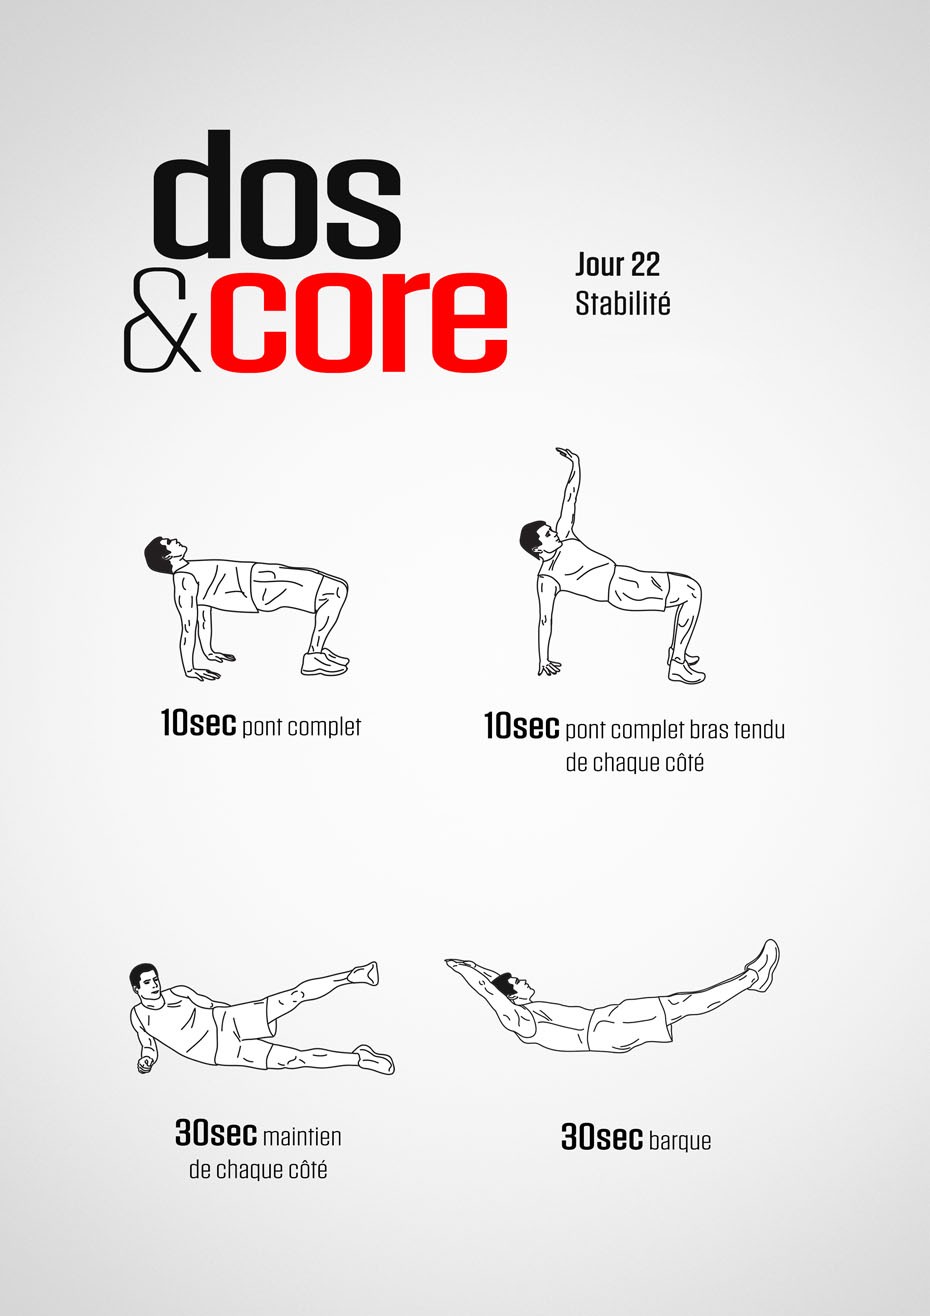 dos
&core
Jour 22
Stabilité
10sec pont complet
10sec pont complet bras tendu
de chaque côté
30sec maintien
de chaque côté
30sec barque